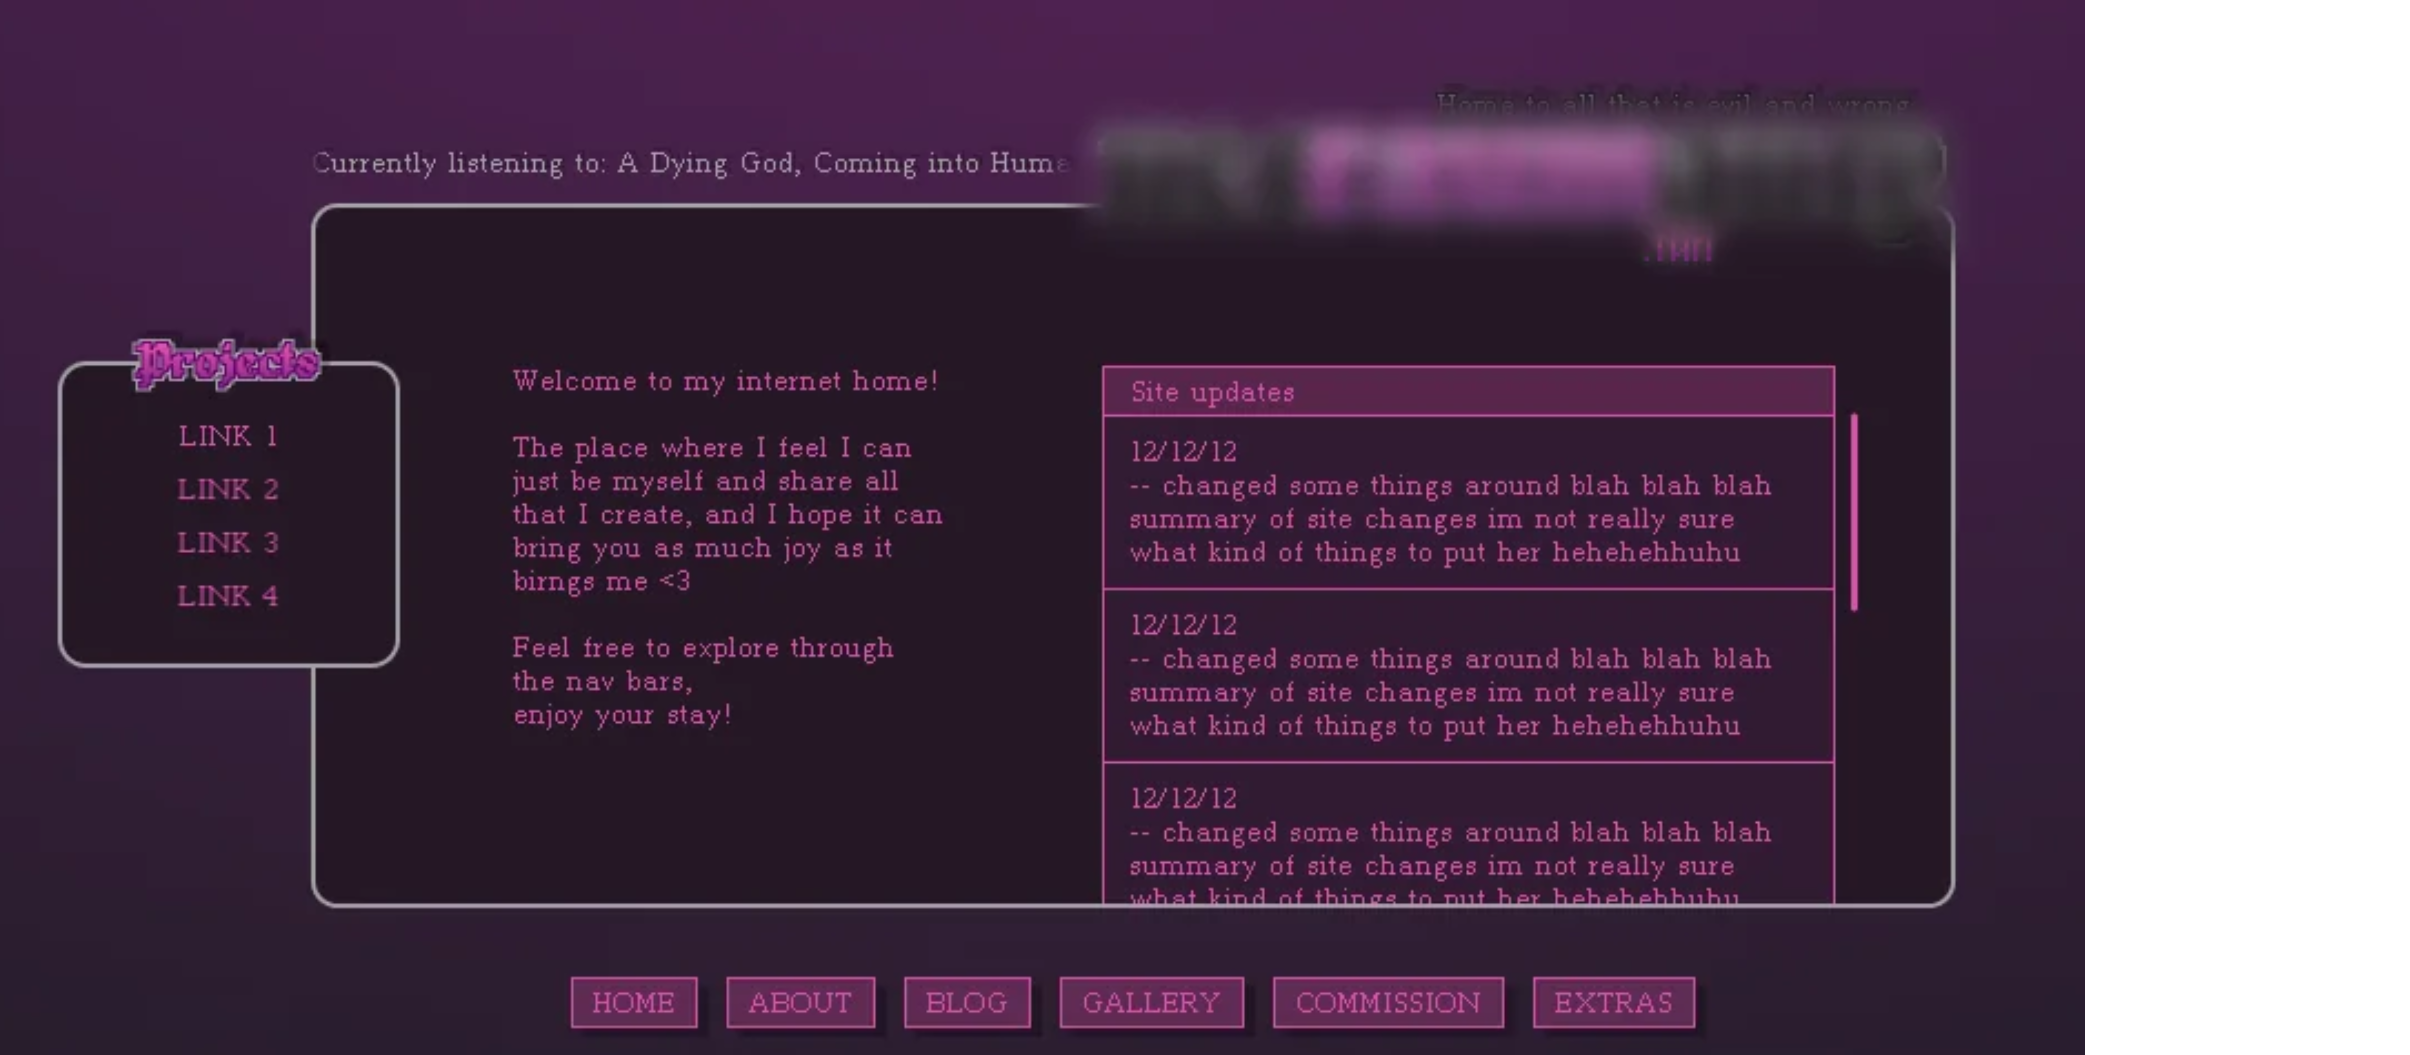 Home to all that is evil and wrong
Currently listening to: A Dying God, Coming into Huma
Projects
LINK 1
LINK 2
LINK 3
LINK 4
Welcome to my internet home!
The place where I feel I can
just be myself and share all
that I create, and I hope it can
bring you as much joy as it
birngs me <3
Feel free to explore through
the nav bars,
enjoy your stay!
Site updates
12/12/12
-- changed some things around blah blah blah
summary of site changes im not really sure
what kind of things to put her hehehehhuhu
12/12/12
-- changed some things around blah blah blah
summary of site changes im not really sure
what kind of things to put her hehehehhuhu
12/12/12
-- changed some things around blah blah blah
summary of site changes im not really sure
what kind of things to put her hehehehhuhu
HOME
ABOUT
BLOG
GALLERY
COMMISSION
EXTRAS